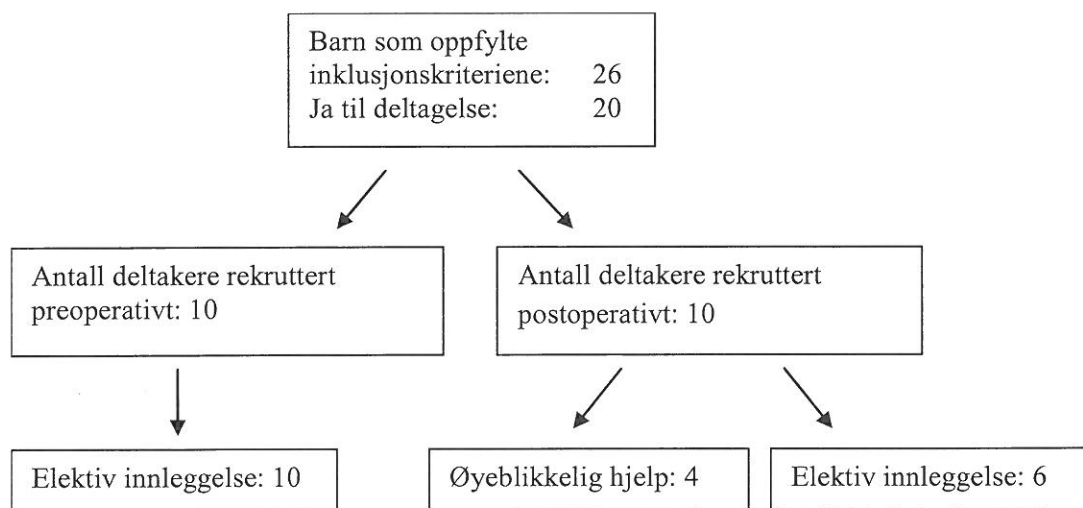 Barn som oppfylte
inklusjonskriteriene: 26
Ja til deltagelse: 20
Antall deltakere rekruttert
preoperativt: 10
Antall deltakere rekruttert
postoperativt: 10
Elektiv innleggelse: 10
Øyeblikkelig hjelp: 4
Elektiv innleggelse: 6